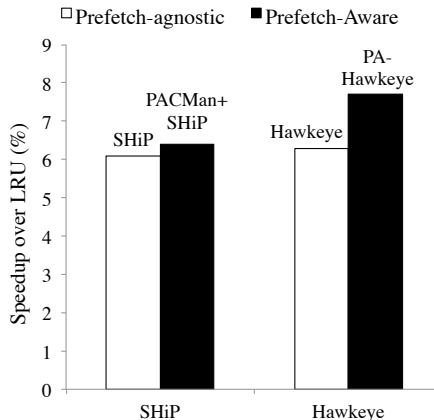 Prefetch-agnostic Prefetch-Aware
9
8
7
6
5
4
3
2
1
0
Speedup over LRU (%)
SHiP
PACMan+
SHiP
Hawkeye
PA-
Hawkeye
SHiP Hawkeye